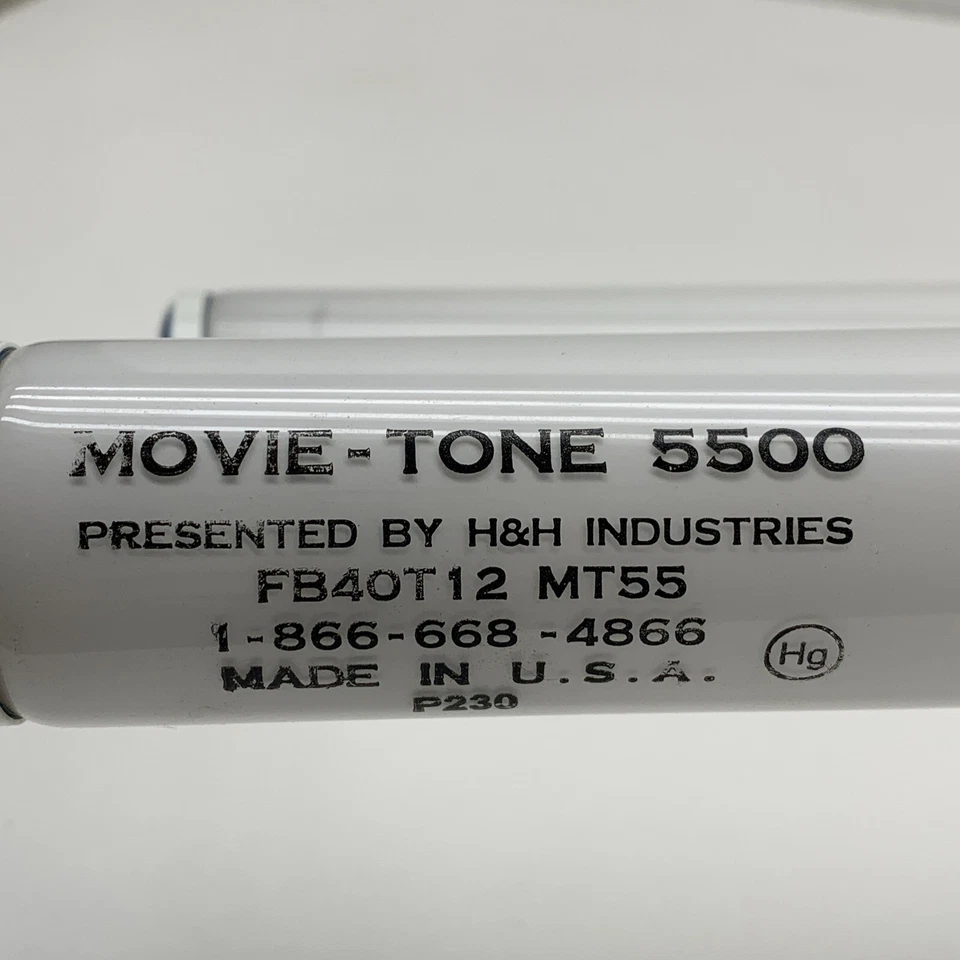 MOVIE-TONE 5500
PRESENTED BY H&H INDUSTRIES
FB40T12 MT55
1-866-668-4866
Hg
MADE IN U.S.A.
P230